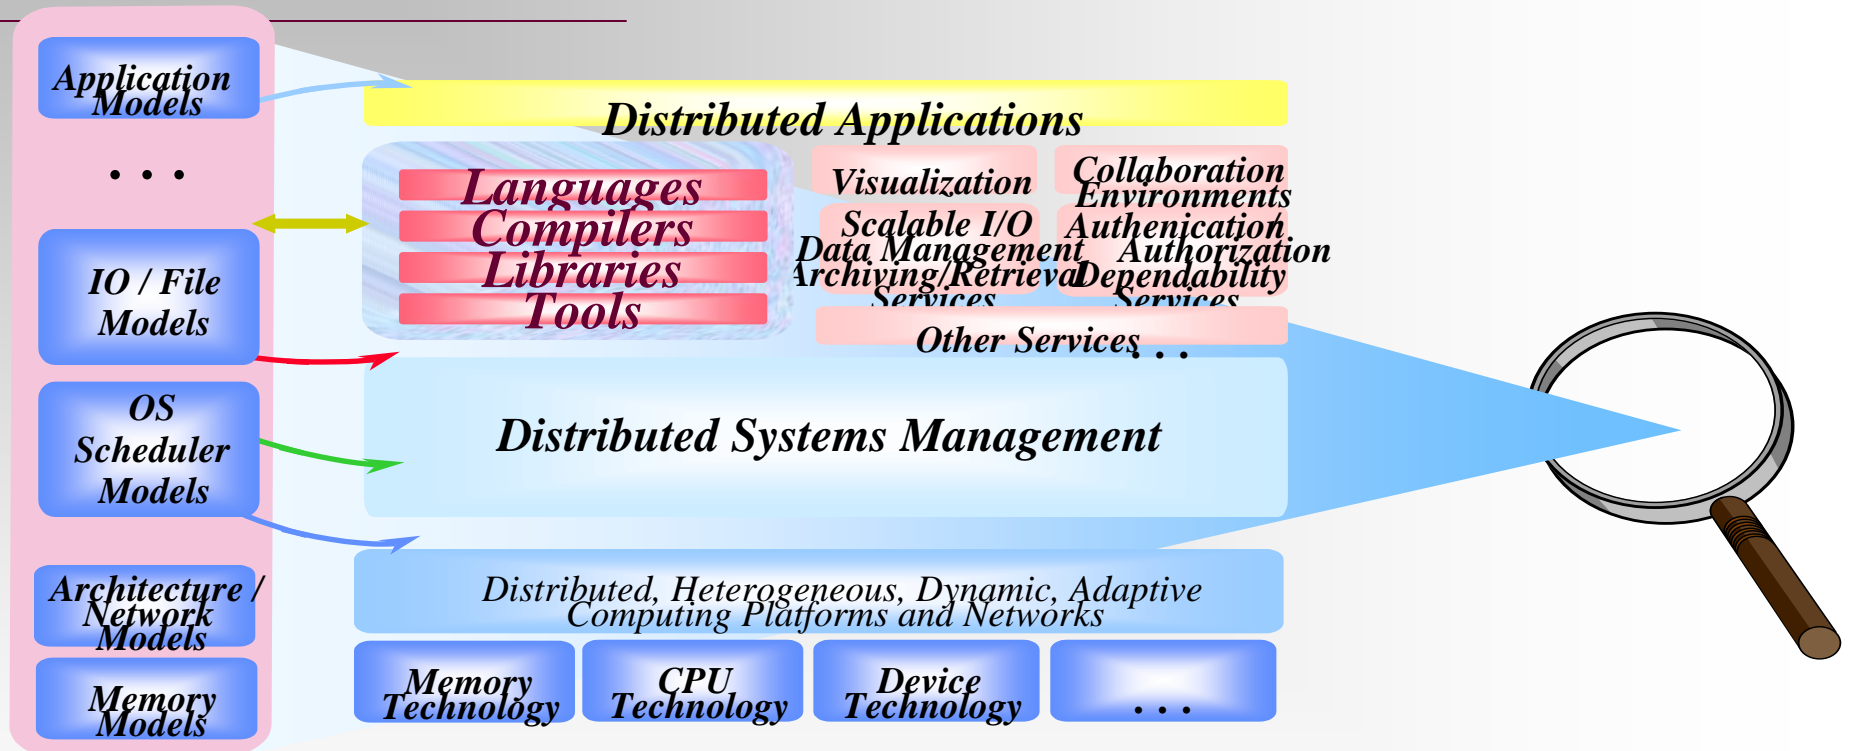 Application
Models
. . .
IO / File
Models
OS
Scheduler
Models
Architecture /
Network
Models
Memory
Models
Distributed Applications
Languages
Compilers
Libraries
Tools
Visualization
Collaboration
Environments
Scalable I/O
Data Management
Archiving/Retrieval
Services
Authenication/
Authorization
Dependability
Services
Other Services
. . .
Distributed Systems Management
Distributed, Heterogeneous, Dynamic, Adaptive
Computing Platforms and Networks
Memory
Technology
CPU
Technology
Device
Technology
. . .